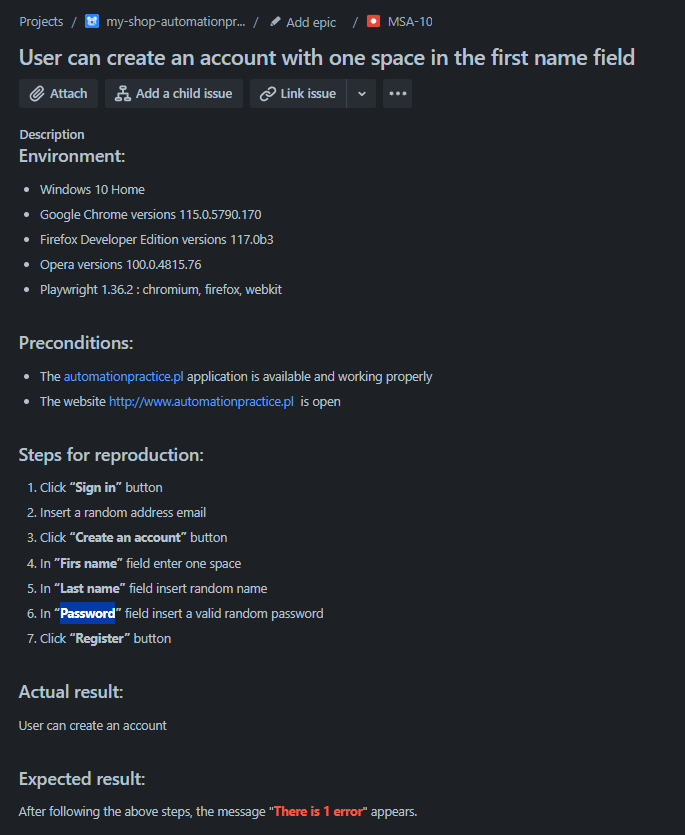 Projects / my-shop-automationpr... / Add epic / MSA-10
User can create an account with one space in the first name field
Attach Add a child issue Link issue
Description
Environment:
• Windows 10 Home
• Google Chrome versions 115.0.5790.170
• Firefox Developer Edition versions 117.0b3
• Opera versions 100.0.4815.76
• Playwright 1.36.2 : chromium, firefox, webkit
Preconditions:
• The automationpractice.pl application is available and working properly
• The website http://www.automationpractice.pl is open
Steps for reproduction:
1. Click “Sign in” button
2. Insert a random address email
3. Click “Create an account” button
4. In ”Firs name” field enter one space
5. In “Last name” field insert random name
6. In “Password” field insert a valid random password
7. Click “Register” button
Actual result:
User can create an account
Expected result:
After following the above steps, the message "There is 1 error" appears.